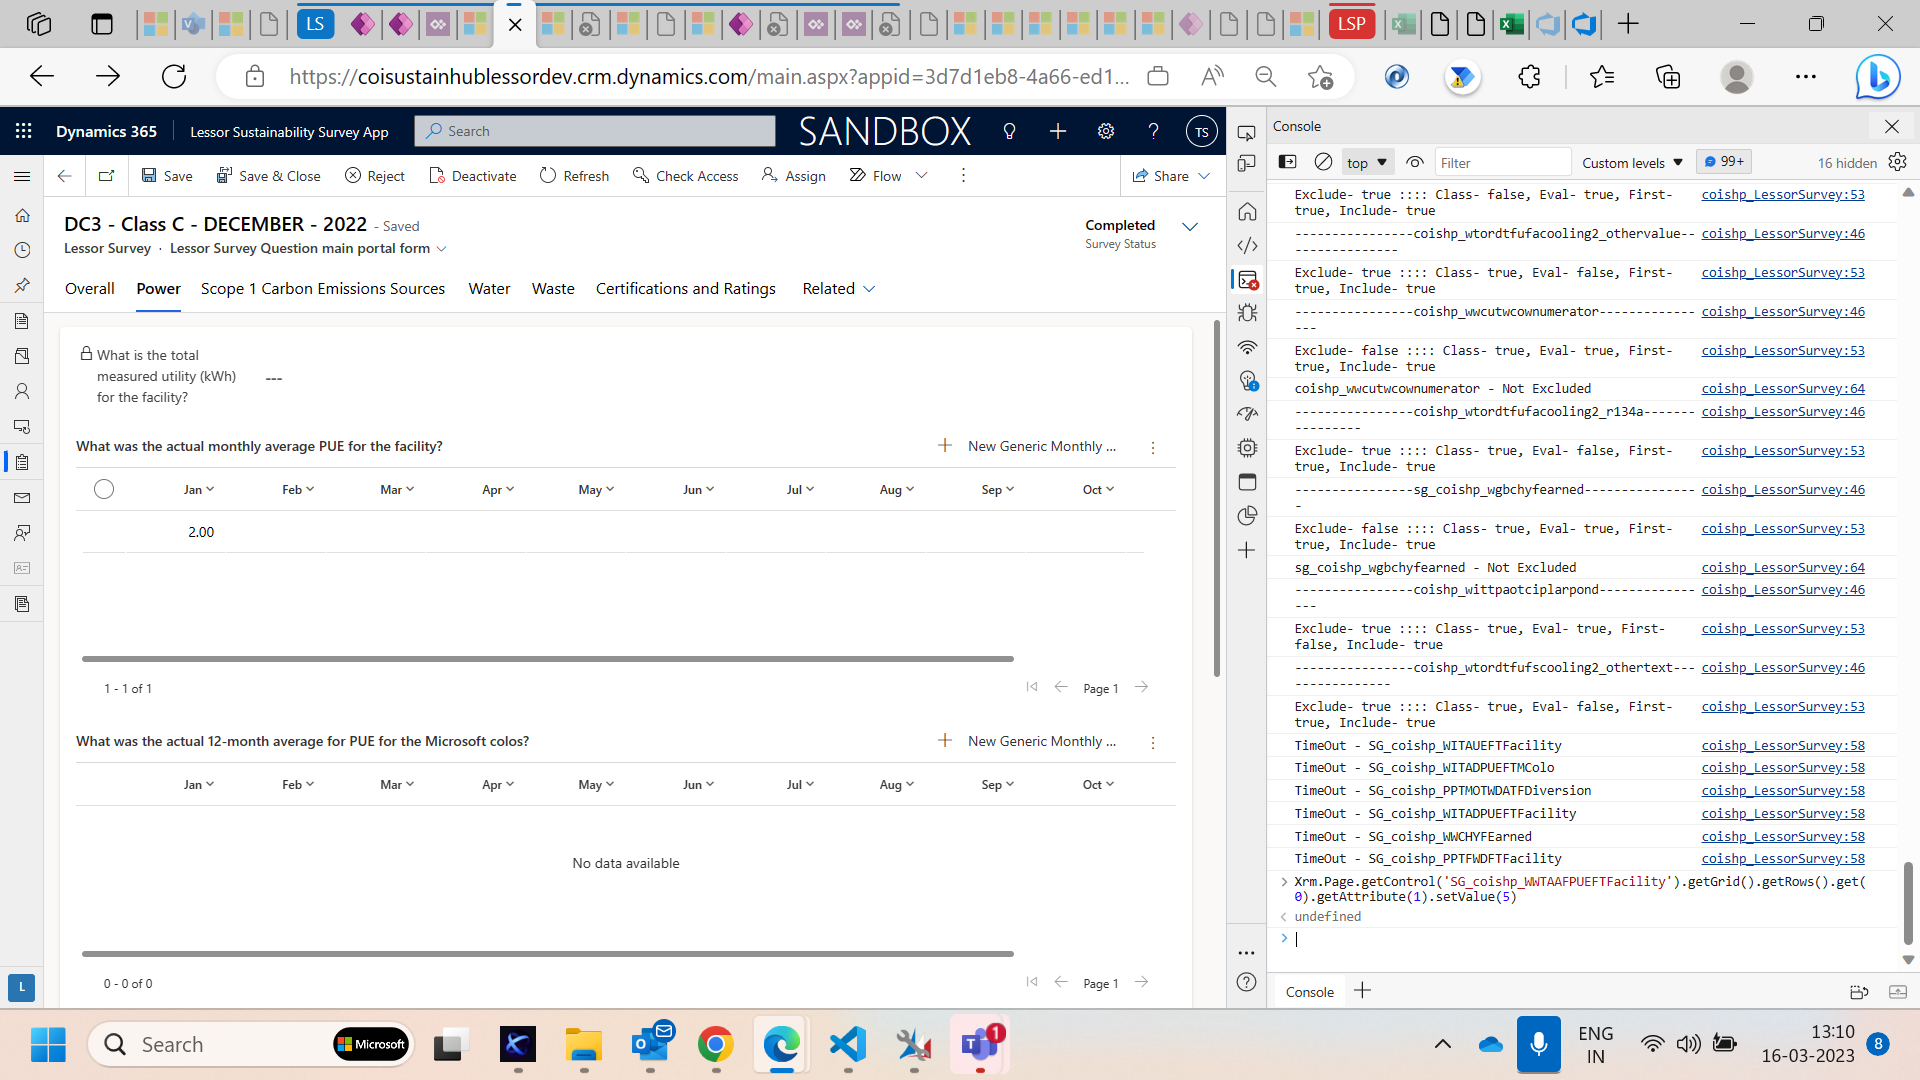 LS
LSP
https://coisustainhublessordev.crm.dynamics.com/main.aspx?appid=3d7d1eb8-4a66-ed1...
Dynamics 365
Lessor Sustainability Survey App
Search
SANDBOX
TS
Save
Save & Close
Reject
Deactivate
Refresh
Check Access
Assign
Flow
Share
DC3 - Class C - DECEMBER - 2022 - Saved
Lessor Survey · Lessor Survey Question main portal form
Completed
Survey Status
Overall
Power
Scope 1 Carbon Emissions Sources
Water
Waste
Certifications and Ratings
Related
What is the total
measured utility (kWh)
for the facility?
---
What was the actual monthly average PUE for the facility?
New Generic Monthly ...
Jan Feb Mar Apr May Jun Jul Aug Sep Oct
2.00
1 - 1 of 1
Page 1
What was the actual 12-month average for PUE for the Microsoft colos?
New Generic Monthly ...
Jan Feb Mar Apr May Jun Jul Aug Sep Oct
No data available
0 - 0 of 0
Page 1
L
Console
top
Filter
Custom levels
99+
16 hidden
Exclude- true :::: Class- false, Eval- true, First- coishp_LessorSurvey:53
true, Include- true
----------------coishp_wtordtfufacooling2_othervalue-- coishp_LessorSurvey:46
--------------
Exclude- true :::: Class- true, Eval- false, First- coishp_LessorSurvey:53
true, Include- true
----------------coishp_wwcutwcownumerator------------- coishp_LessorSurvey:46
---
Exclude- false :::: Class- true, Eval- true, First- coishp_LessorSurvey:53
true, Include- true
coishp_wwcutwcownumerator - Not Excluded coishp_LessorSurvey:64
----------------coishp_wtordtfufacooling2_r134a------- coishp_LessorSurvey:46
---------
Exclude- true :::: Class- true, Eval- false, First- coishp_LessorSurvey:53
true, Include- true
----------------sg_coishp_wgbchyfearned--------------- coishp_LessorSurvey:46
-
Exclude- false :::: Class- true, Eval- true, First- coishp_LessorSurvey:53
true, Include- true
sg_coishp_wgbchyfearned - Not Excluded coishp_LessorSurvey:64
----------------coishp_wittpaotciplarpond------------- coishp_LessorSurvey:46
---
Exclude- true :::: Class- true, Eval- true, First- coishp_LessorSurvey:53
false, Include- true
----------------coishp_wtordtfufscooling2_othertext--- coishp_LessorSurvey:46
-------------
Exclude- true :::: Class- true, Eval- false, First- coishp_LessorSurvey:53
true, Include- true
TimeOut - SG_coishp_WITAUEFTFacility coishp_LessorSurvey:58
TimeOut - SG_coishp_WITADPUEFTMColo coishp_LessorSurvey:58
TimeOut - SG_coishp_PPTMOTWDATFDiversion coishp_LessorSurvey:58
TimeOut - SG_coishp_WITADPUEFTFacility coishp_LessorSurvey:58
TimeOut - SG_coishp_WWCHYFEarned coishp_LessorSurvey:58
TimeOut - SG_coishp_PPTFWDFTFacility coishp_LessorSurvey:58
Xrm.Page.getControl('SG_coishp_WWTAAFPUEFTFacility').getGrid().getRows().get(
0).getAttribute(1).setValue(5)
undefined
Console
Search
Microsoft
1
ENG
IN
13:10
16-03-2023
8